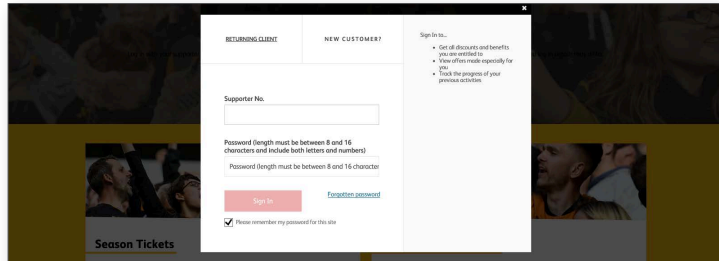 RETURNING CLIENT
NEW CUSTOMER?
Sign In to...
Get all discounts and benefits
you are entitled to
View offers made especially for
you
Track the progress of your
previous activities
Supporter No.
Password (length must be
between 8 and 16
characters and include both
letters and numbers)
Password (length must be between 8 and 16 character
Sign In
Forgotten password
Please remember my password for this site
Season Tickets